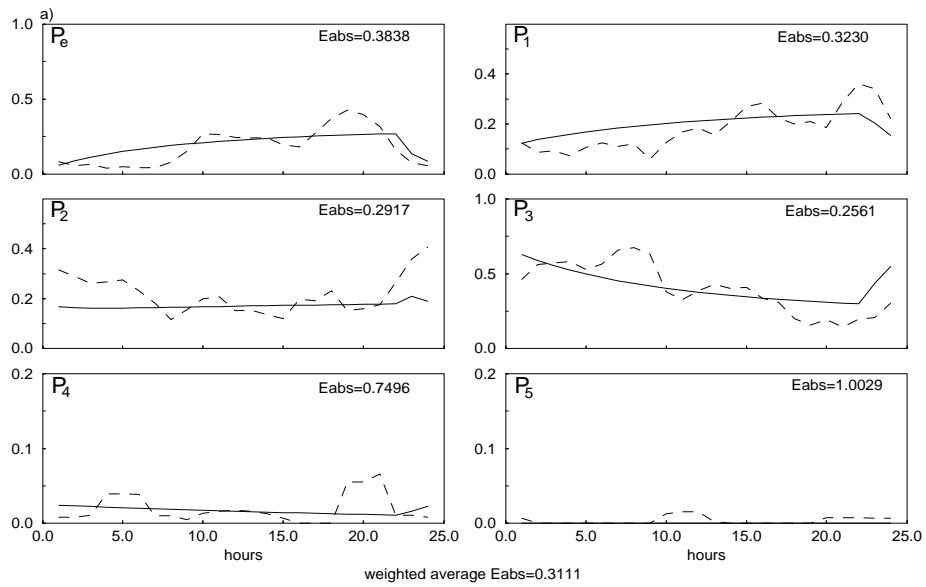 a)
1.0
0.5
0.0
P_e
Eabs=0.3838
0.4
0.2
0.0
P_1
Eabs=0.3230
0.4
0.2
0.0
P_2
Eabs=0.2917
1.0
0.5
0.0
P_3
Eabs=0.2561
0.2
0.1
0.0
P_4
Eabs=0.7496
0.2
0.1
0.0
P_5
Eabs=1.0029
0.0 5.0 10.0 15.0 20.0 25.0
0.0 5.0 10.0 15.0 20.0 25.0
hours
hours
weighted average Eabs=0.3111